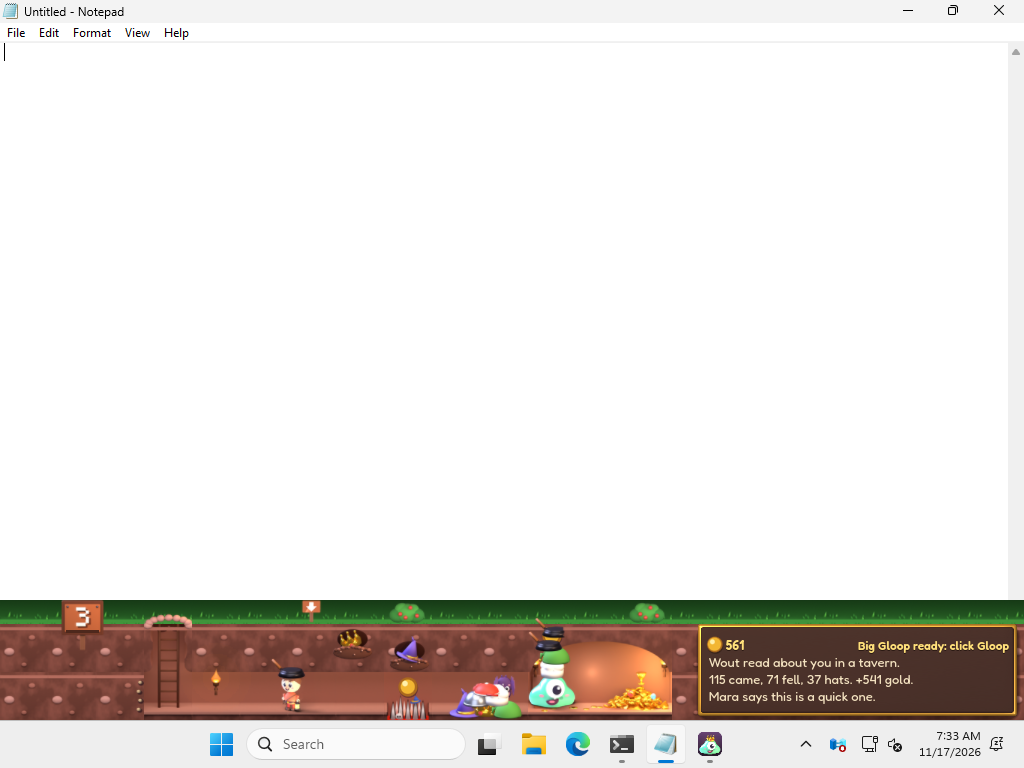 Untitled - Notepad
File Edit Format View Help
3
561 Big Gloop ready: click Gloop
Wout read about you in a tavern.
115 came, 71 fell, 37 hats. +541 gold.
Mara says this is a quick one.
Search
7:33 AM
11/17/2026